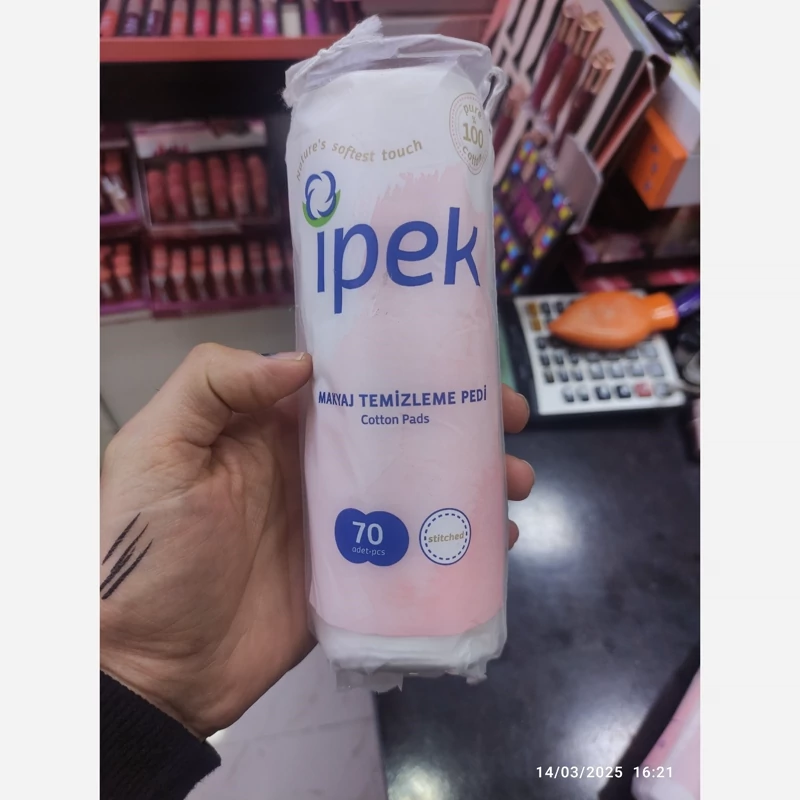 Nature's softest touch
pure
%
100
cotton
ipek
MAKYAJ TEMİZLEME PEDİ
Cotton Pads
70
adet-pcs
stitched
14/03/2025 16:21